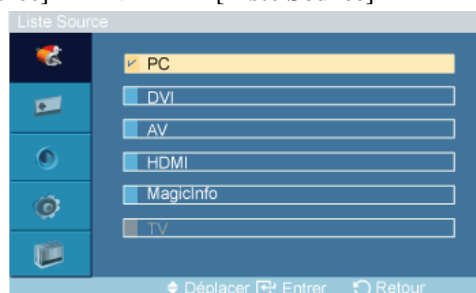 Liste Source
PC
DVI
AV
HDMI
MagicInfo
TV
Déplacer Entrer Retour